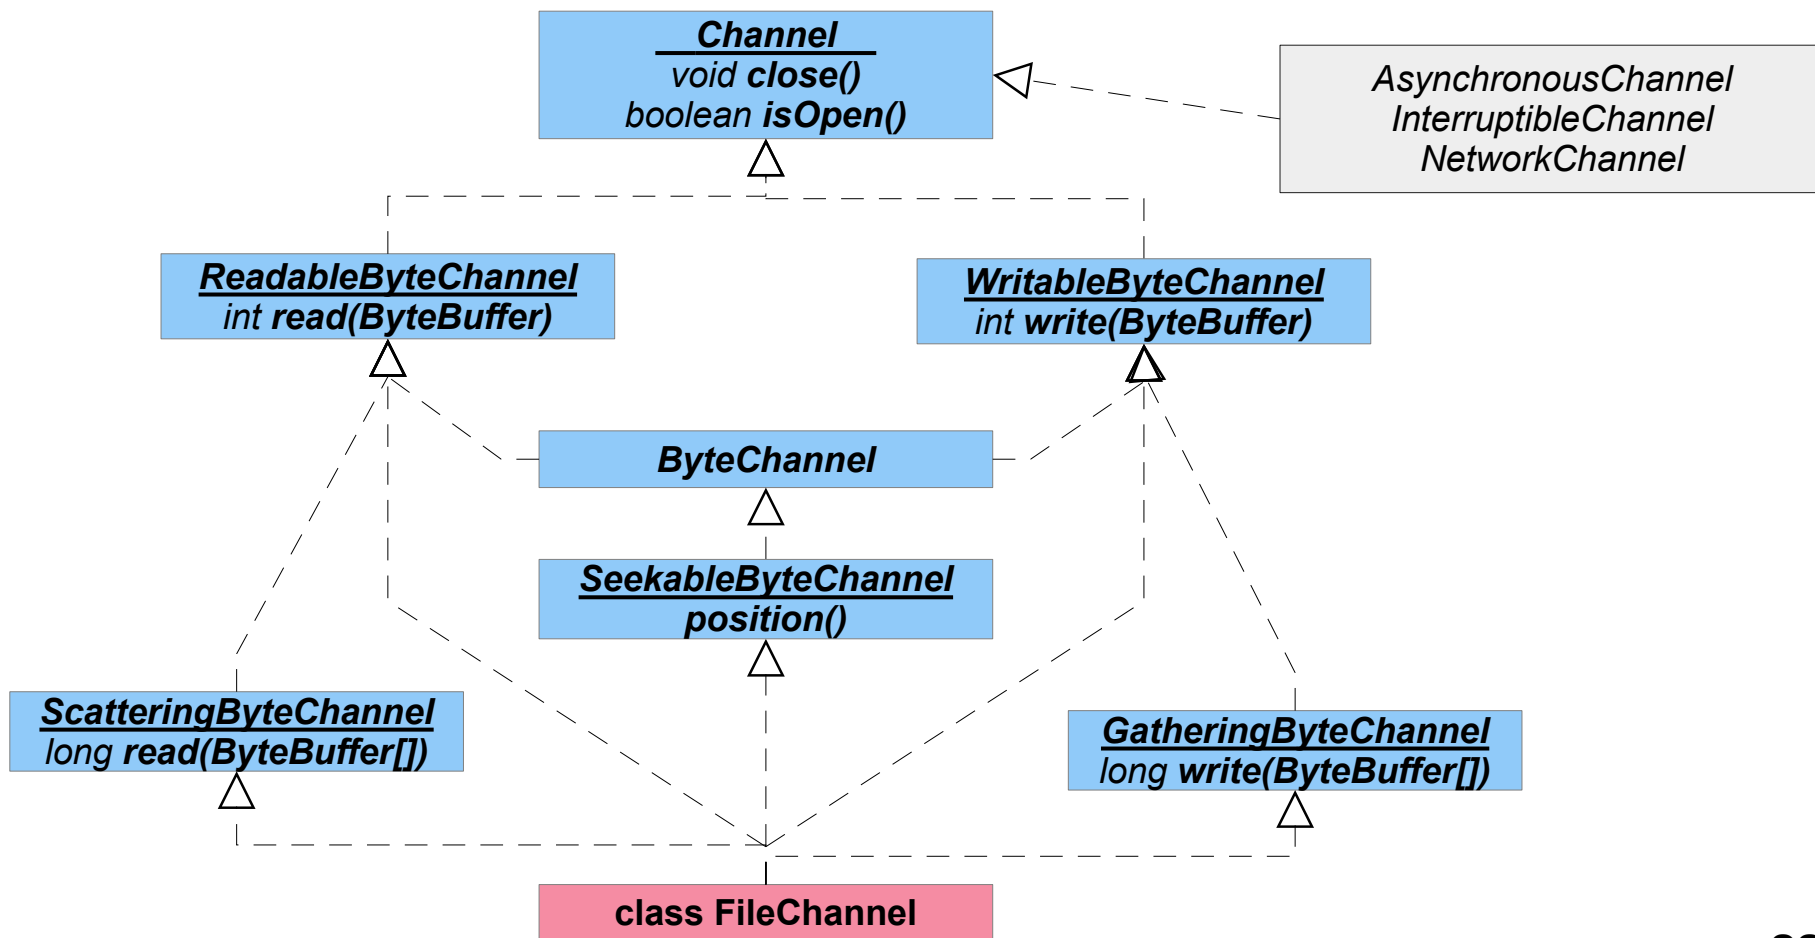 Channel
void close()
boolean isOpen()
AsynchronousChannel
InterruptibleChannel
NetworkChannel
ReadableByteChannel
int read(ByteBuffer)
WritableByteChannel
int write(ByteBuffer)
ByteChannel
SeekableByteChannel
position()
ScatteringByteChannel
long read(ByteBuffer[])
GatheringByteChannel
long write(ByteBuffer[])
class FileChannel